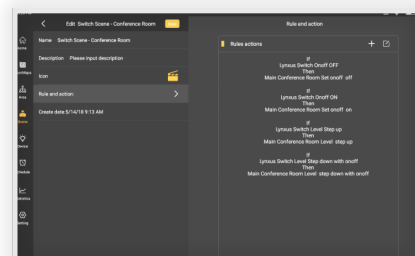 Edit Switch Scene - Conference Room
Name Switch Scene - Conference Room
Description Please input description
Icon
Rule and action:
Create date:5/14/18 9:13 AM
Home
Area
Scene
Device
Schedule
Statistics
Setting
Rule end action
Rules actions
If
Lynxus Switch Onoff OFF
Then
Main Conference Room Set onoff off
If
Lynxus Switch Onoff ON
Then
Main Conference Room Set onoff on
If
Lynxus Switch Level Step up
Then
Main Conference Room Level step up
If
Lynxus Switch Level Step down with onoff
Then
Main Conference Room Level step down with onoff